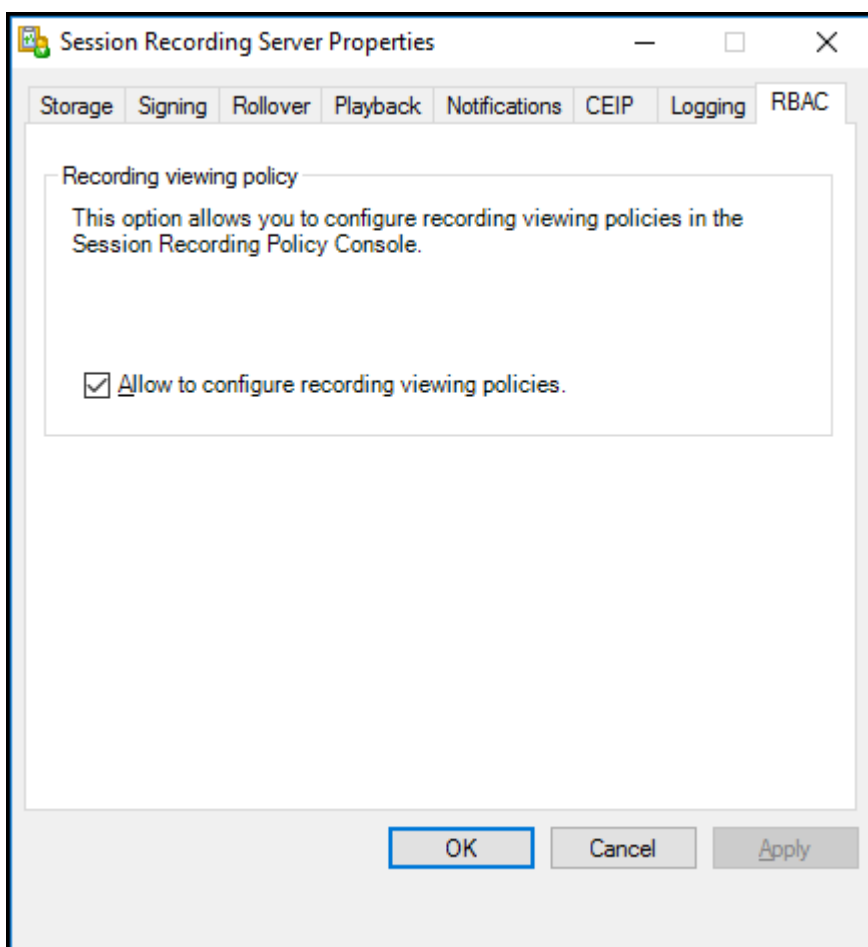 Session Recording Server Properties
Storage Signing Rollover Playback Notifications CEIP Logging RBAC
Recording viewing policy
This option allows you to configure recording viewing policies in the
Session Recording Policy Console.
Allow to configure recording viewing policies.
OK Cancel Apply